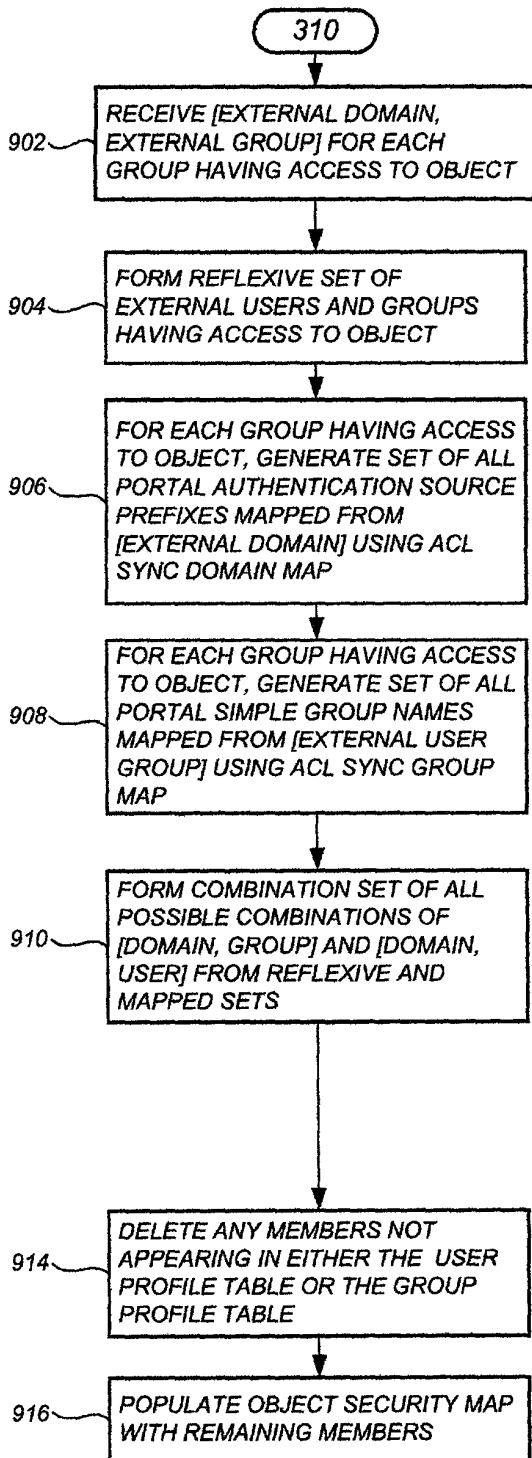 310
902
RECEIVE [EXTERNAL DOMAIN,
EXTERNAL GROUP] FOR EACH
GROUP HAVING ACCESS TO OBJECT
904
FORM REFLEXIVE SET OF
EXTERNAL USERS AND GROUPS
HAVING ACCESS TO OBJECT
906
FOR EACH GROUP HAVING ACCESS
TO OBJECT, GENERATE SET OF ALL
PORTAL AUTHENTICATION SOURCE
PREFIXES MAPPED FROM
[EXTERNAL DOMAIN] USING ACL
SYNC DOMAIN MAP
908
FOR EACH GROUP HAVING ACCESS
TO OBJECT, GENERATE SET OF ALL
PORTAL SIMPLE GROUP NAMES
MAPPED FROM [EXTERNAL USER
GROUP] USING ACL SYNC GROUP
MAP
910
FORM COMBINATION SET OF ALL
POSSIBLE COMBINATIONS OF
[DOMAIN, GROUP] AND [DOMAIN,
USER] FROM REFLEXIVE AND
MAPPED SETS
914
DELETE ANY MEMBERS NOT
APPEARING IN EITHER THE USER
PROFILE TABLE OR THE GROUP
PROFILE TABLE
916
POPULATE OBJECT SECURITY MAP
WITH REMAINING MEMBERS